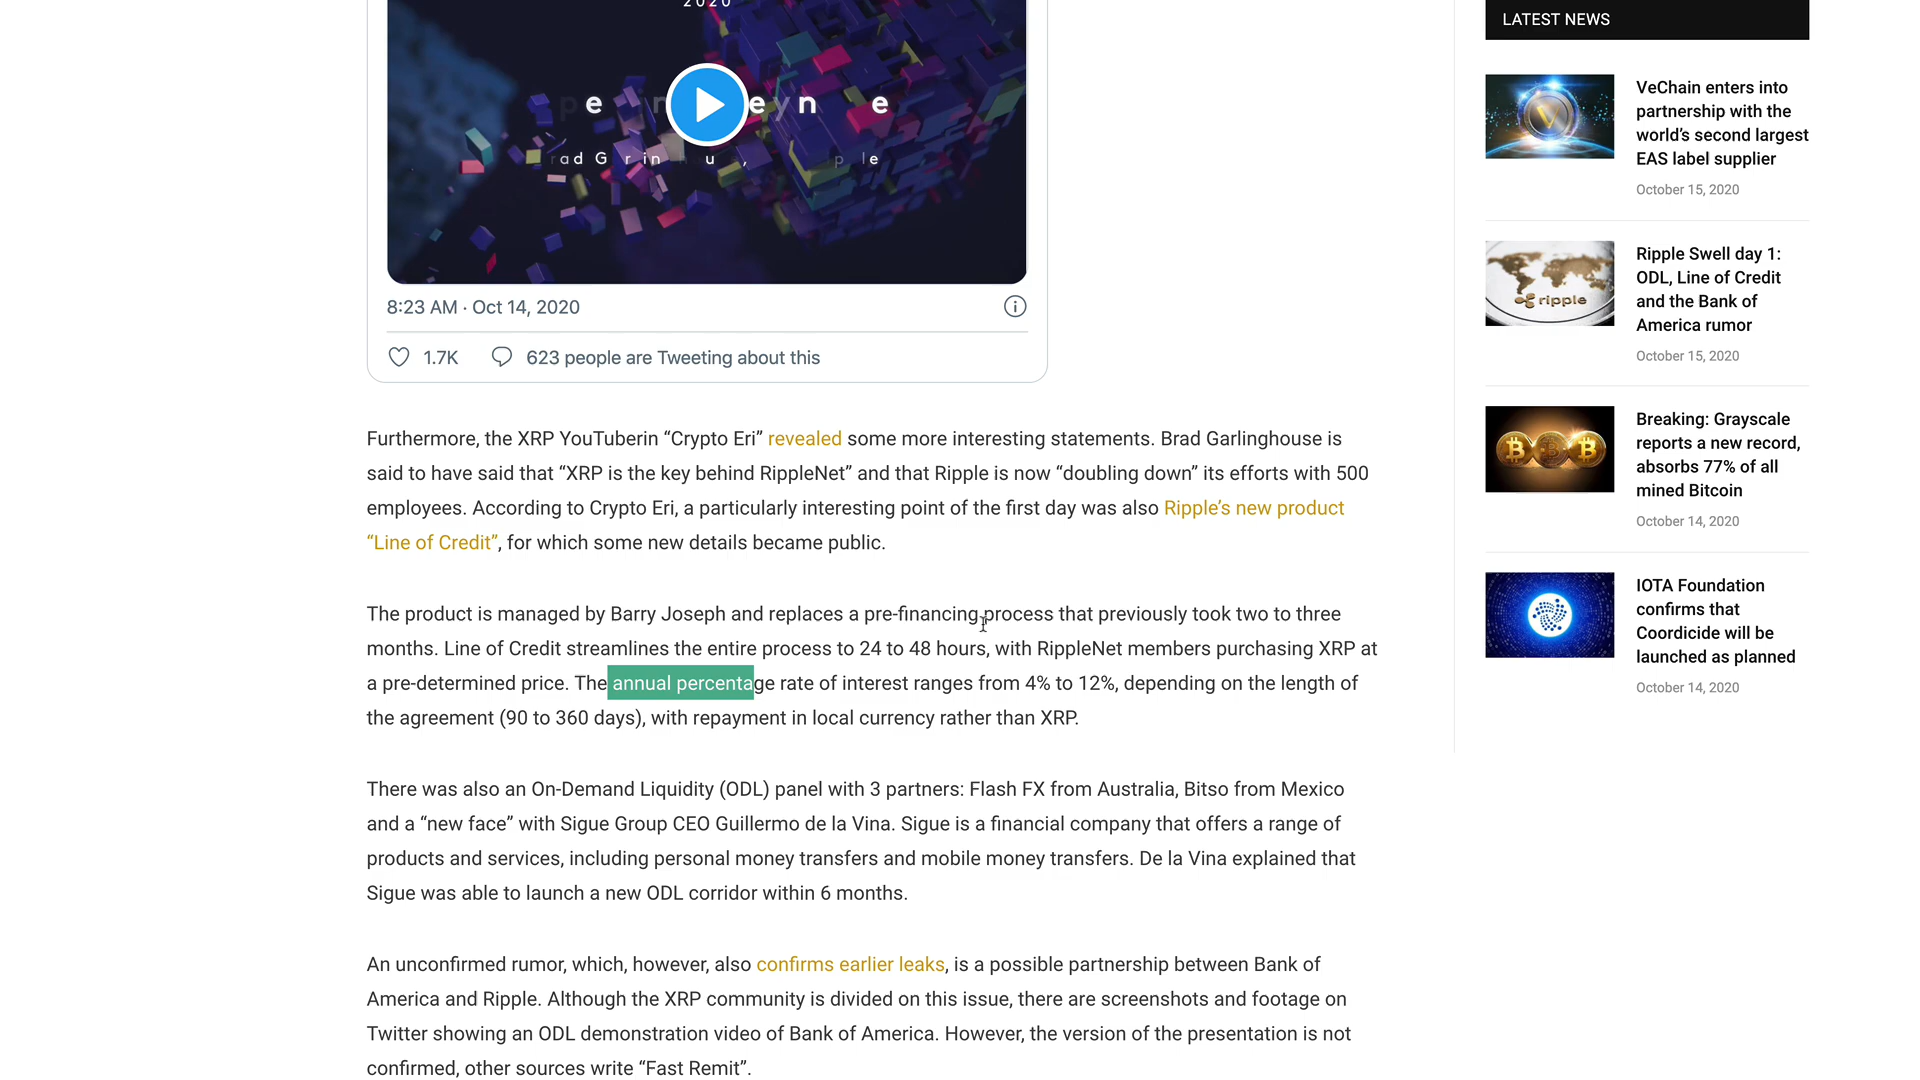 2020
8:23 AM · Oct 14, 2020
1.7K 623 people are Tweeting about this
Furthermore, the XRP YouTuberin “Crypto Eri” revealed some more interesting statements. Brad Garlinghouse is
said to have said that “XRP is the key behind RippleNet” and that Ripple is now “doubling down” its efforts with 500
employees. According to Crypto Eri, a particularly interesting point of the first day was also Ripple’s new product
“Line of Credit”, for which some new details became public.
The product is managed by Barry Joseph and replaces a pre-financing process that previously took two to three
months. Line of Credit streamlines the entire process to 24 to 48 hours, with RippleNet members purchasing XRP at
a pre-determined price. The annual percentage rate of interest ranges from 4% to 12%, depending on the length of
the agreement (90 to 360 days), with repayment in local currency rather than XRP.
There was also an On-Demand Liquidity (ODL) panel with 3 partners: Flash FX from Australia, Bitso from Mexico
and a “new face” with Sigue Group CEO Guillermo de la Vina. Sigue is a financial company that offers a range of
products and services, including personal money transfers and mobile money transfers. De la Vina explained that
Sigue was able to launch a new ODL corridor within 6 months.
An unconfirmed rumor, which, however, also confirms earlier leaks, is a possible partnership between Bank of
America and Ripple. Although the XRP community is divided on this issue, there are screenshots and footage on
Twitter showing an ODL demonstration video of Bank of America. However, the version of the presentation is not
confirmed, other sources write “Fast Remit”.
LATEST NEWS
VeChain enters into
partnership with the
world’s second largest
EAS label supplier
October 15, 2020
ripple
Ripple Swell day 1:
ODL, Line of Credit
and the Bank of
America rumor
October 15, 2020
Breaking: Grayscale
reports a new record,
absorbs 77% of all
mined Bitcoin
October 14, 2020
IOTA Foundation
confirms that
Coordicide will be
launched as planned
October 14, 2020